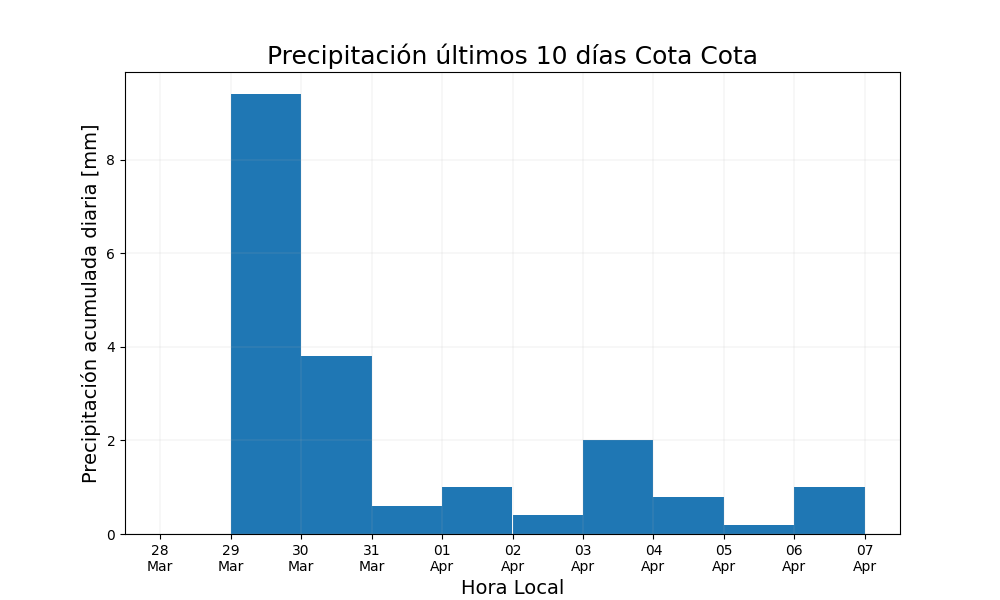 Precipitación últimos 10 días Cota Cota
Precipitación acumulada diaria [mm]
8
6
4
2
0
28 29 30 31 01 02 03 04 05 06 07
Mar Mar Mar Mar Apr Apr Apr Apr Apr Apr Apr
Hora Local